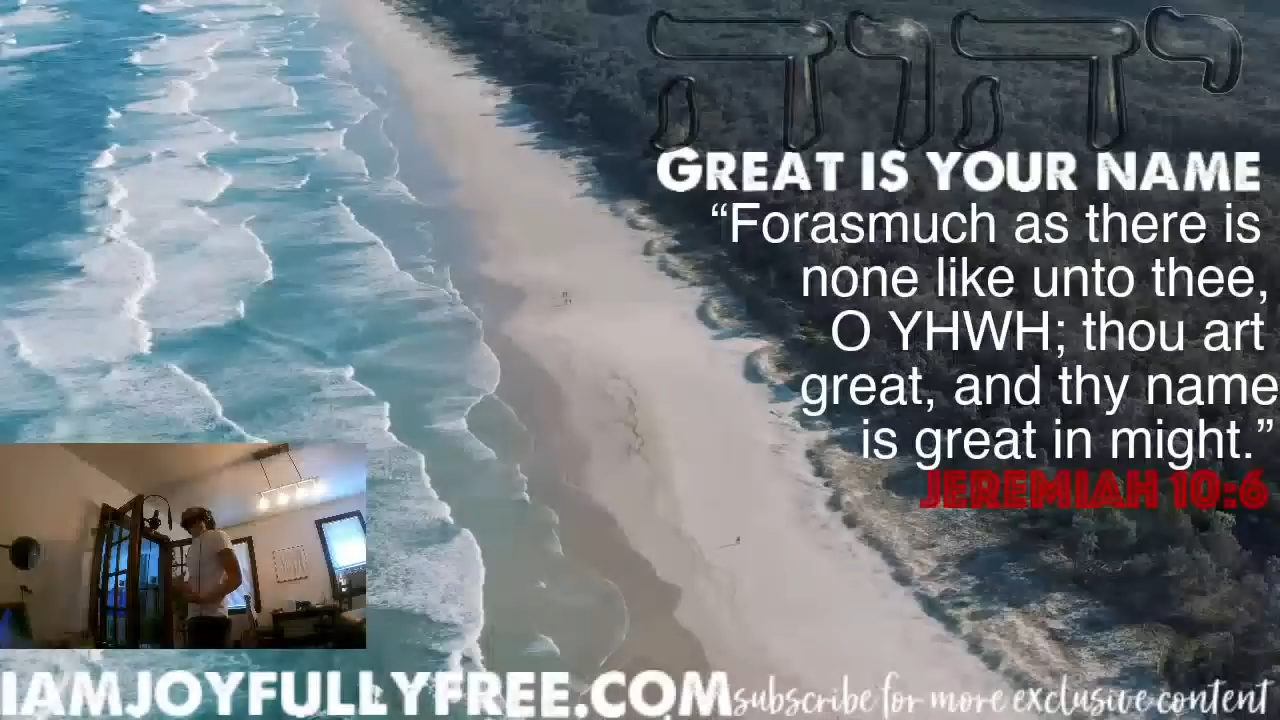 יהוה
GREAT IS YOUR NAME
“Forasmuch as there is
none like unto thee,
O YHWH; thou art
great, and thy name
is great in might.”
JEREMIAH 10:6
IAMJOYFULLYFREE.COM subscribe for more exclusive content